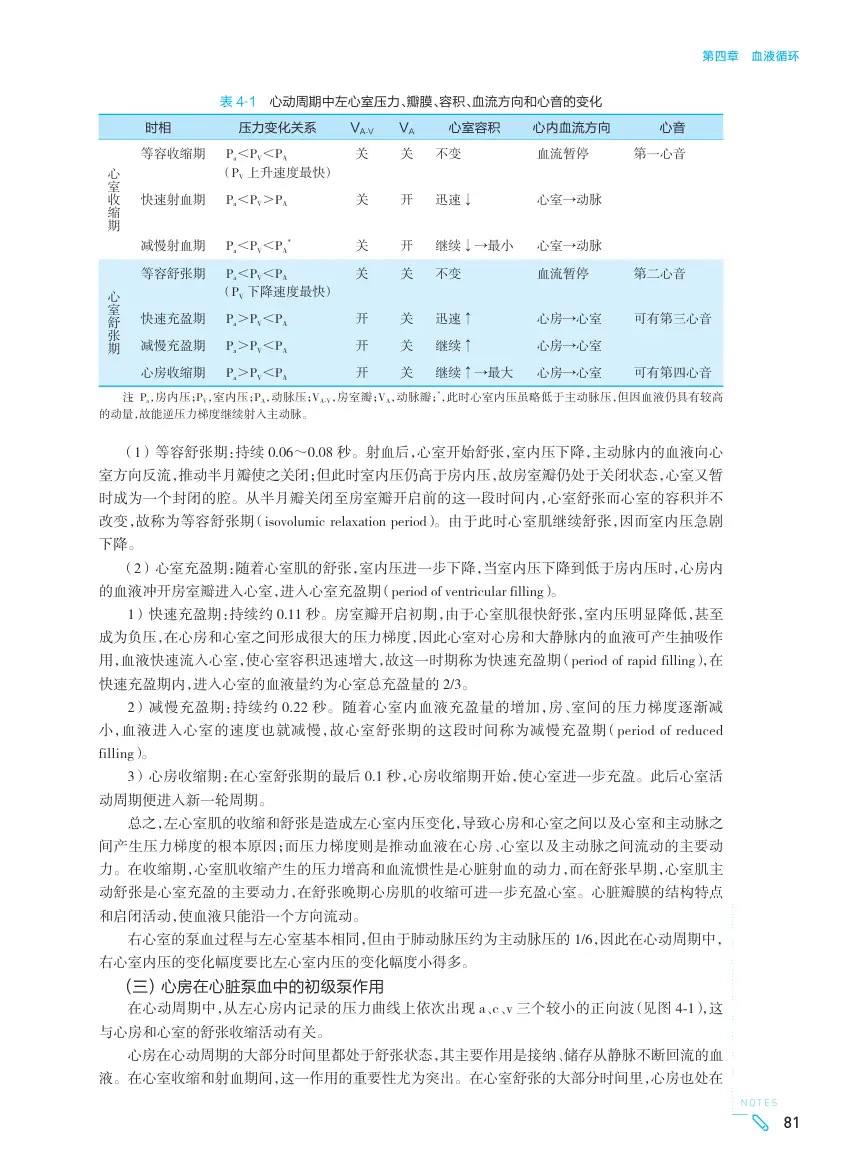 第四章　血液循环
表 4-1　心动周期中左心室压力、瓣膜、容积、血流方向和心音的变化
时相　压力变化关系　VA-V　VA　心室容积　心内血流方向　心音
心室收缩期
等容收缩期　Pa＜PV＜PA　关　关　不变　血流暂停　第一心音
（PV 上升速度最快）
快速射血期　Pa＜PV＞PA　关　开　迅速↓　心室→动脉
减慢射血期　Pa＜PV＜PA*　关　开　继续↓→最小　心室→动脉
心室舒张期
等容舒张期　Pa＜PV＜PA　关　关　不变　血流暂停　第二心音
（PV 下降速度最快）
快速充盈期　Pa＞PV＜PA　开　关　迅速↑　心房→心室　可有第三心音
减慢充盈期　Pa＞PV＜PA　开　关　继续↑　心房→心室
心房收缩期　Pa＞PV＜PA　开　关　继续↑→最大　心房→心室　可有第四心音
注：Pa，房内压；PV，室内压；PA，动脉压；VA-V，房室瓣；VA，动脉瓣；*，此时心室内压虽略低于主动脉压，但因血液仍具有较高
的动量，故能逆压力梯度继续射入主动脉。
（1）等容舒张期：持续 0.06～0.08 秒。射血后，心室开始舒张，室内压下降，主动脉内的血液向心
室方向反流，推动半月瓣使之关闭；但此时室内压仍高于房内压，故房室瓣仍处于关闭状态，心室又暂
时成为一个封闭的腔。从半月瓣关闭至房室瓣开启前的这一段时间内，心室舒张而心室的容积并不
改变，故称为等容舒张期（isovolumic relaxation period）。由于此时心室肌继续舒张，因而室内压急剧
下降。
（2）心室充盈期：随着心室肌的舒张，室内压进一步下降，当室内压下降到低于房内压时，心房内
的血液冲开房室瓣进入心室，进入心室充盈期（period of ventricular filling）。
1）快速充盈期：持续约 0.11 秒。房室瓣开启初期，由于心室肌很快舒张，室内压明显降低，甚至
成为负压，在心房和心室之间形成很大的压力梯度，因此心室对心房和大静脉内的血液可产生抽吸作
用，血液快速流入心室，使心室容积迅速增大，故这一时期称为快速充盈期（period of rapid filling），在
快速充盈期内，进入心室的血液量约为心室总充盈量的 2/3。
2）减慢充盈期：持续约 0.22 秒。随着心室内血液充盈量的增加，房、室间的压力梯度逐渐减
小，血液进入心室的速度也就减慢，故心室舒张期的这段时间称为减慢充盈期（period of reduced
filling）。
3）心房收缩期：在心室舒张期的最后 0.1 秒，心房收缩期开始，使心室进一步充盈。此后心室活
动周期便进入新一轮周期。
总之，左心室肌的收缩和舒张是造成左心室内压变化，导致心房和心室之间以及心室和主动脉之
间产生压力梯度的根本原因；而压力梯度则是推动血液在心房、心室以及主动脉之间流动的主要动
力。在收缩期，心室肌收缩产生的压力增高和血流惯性是心脏射血的动力，而在舒张早期，心室肌主
动舒张是心室充盈的主要动力，在舒张晚期心房肌的收缩可进一步充盈心室。心脏瓣膜的结构特点
和启闭活动，使血液只能沿一个方向流动。
右心室的泵血过程与左心室基本相同，但由于肺动脉压约为主动脉压的 1/6，因此在心动周期中，
右心室内压的变化幅度要比左心室内压的变化幅度小得多。
（三）心房在心脏泵血中的初级泵作用
在心动周期中，从左心房内记录的压力曲线上依次出现 a、c、v 三个较小的正向波（见图 4-1），这
与心房和心室的舒张收缩活动有关。
心房在心动周期的大部分时间里都处于舒张状态，其主要作用是接纳、储存从静脉不断回流的血
液。在心室收缩和射血期间，这一作用的重要性尤为突出。在心室舒张的大部分时间里，心房也处在
NOTES
81